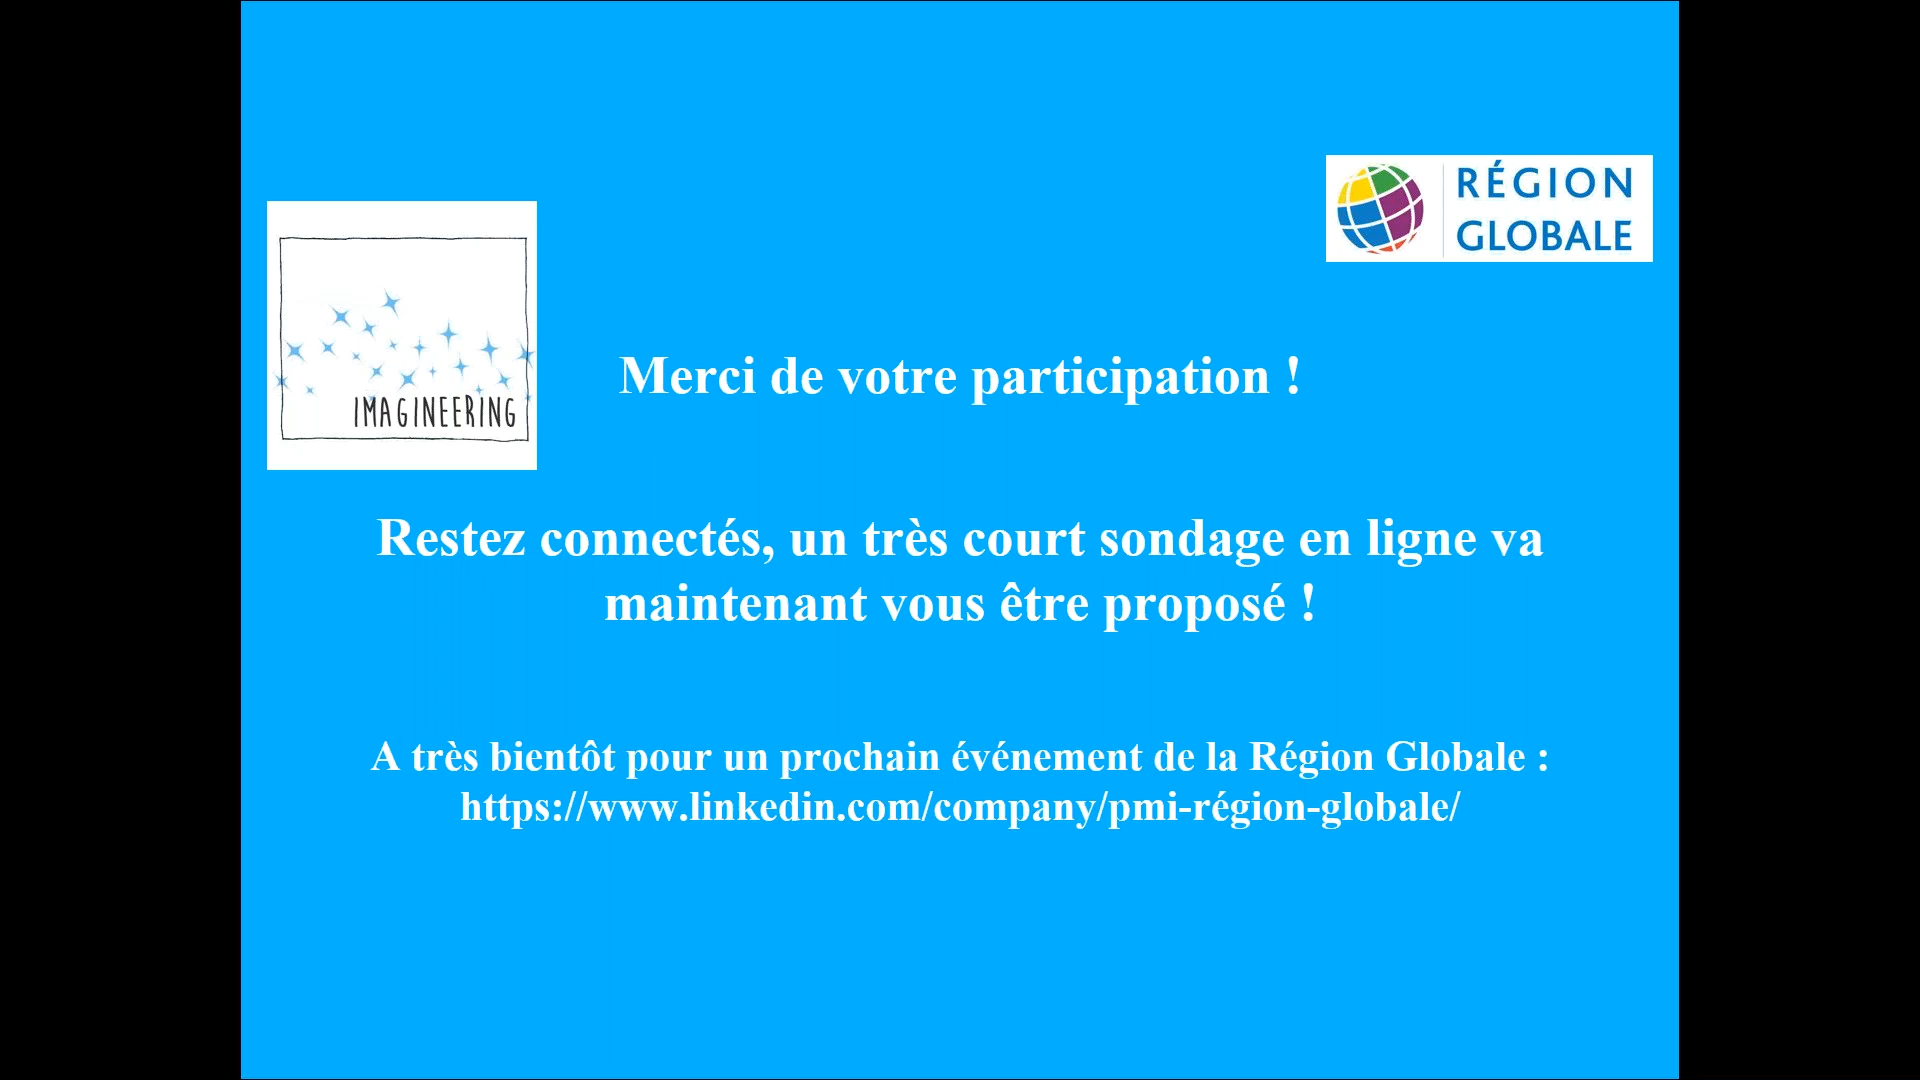 RÉGION
GLOBALE
IMAGINEERING
Merci de votre participation !
Restez connectés, un très court sondage en ligne va
maintenant vous être proposé !
A très bientôt pour un prochain événement de la Région Globale :
https://www.linkedin.com/company/pmi-région-globale/